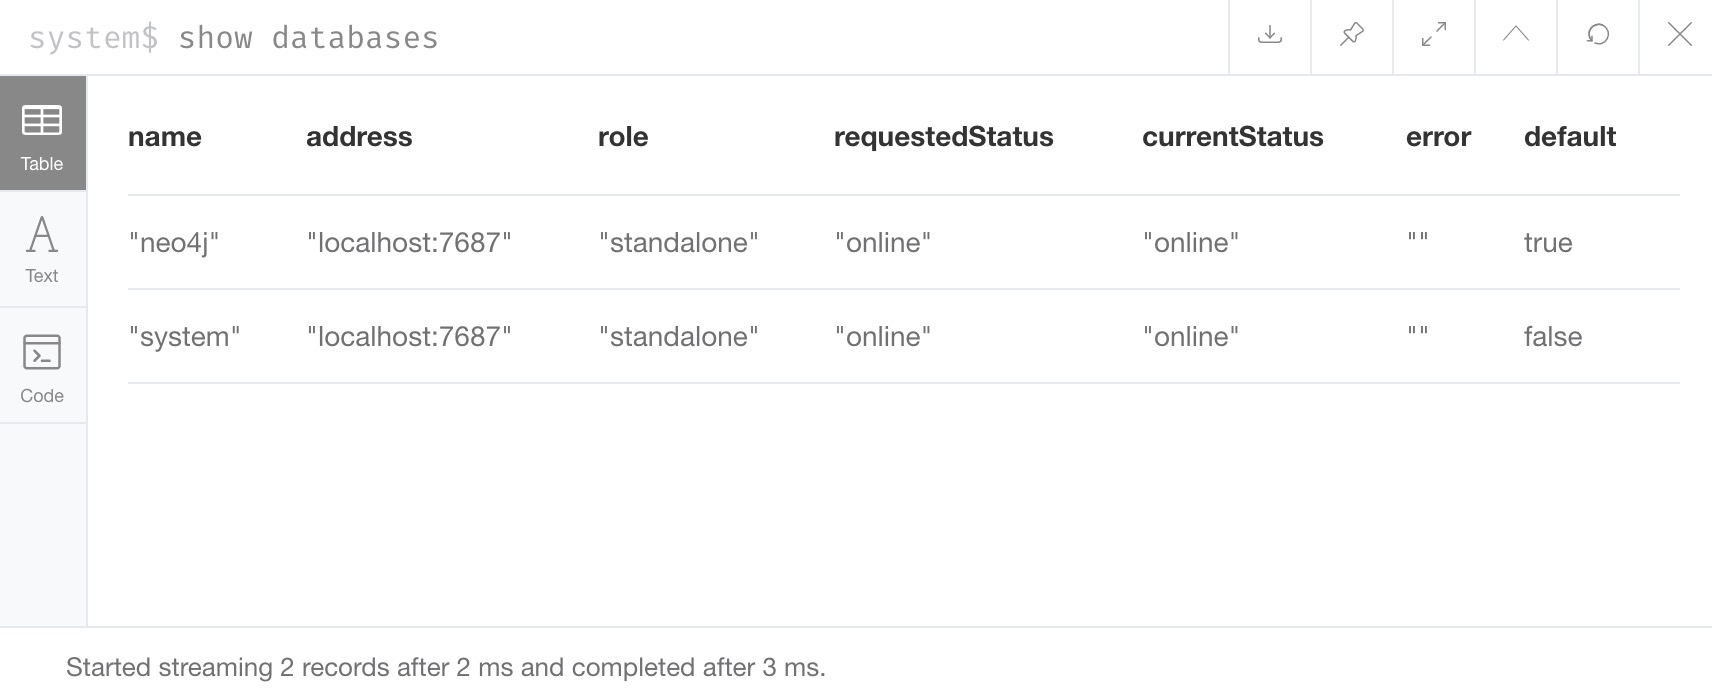 system$ show databases
name address role requestedStatus currentStatus error default
Table
"neo4j" "localhost:7687" "standalone" "online" "online" "" true
Text
"system" "localhost:7687" "standalone" "online" "online" "" false
Code
Started streaming 2 records after 2 ms and completed after 3 ms.